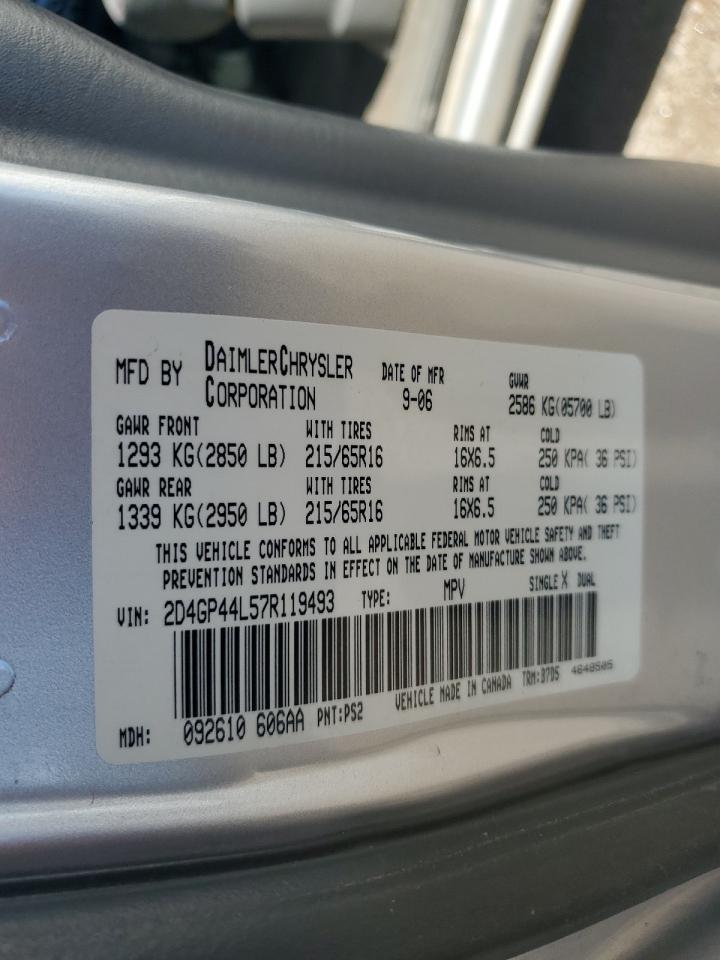 MFD BY DAIMLERCHRYSLER CORPORATION DATE OF MFR 9-06 GVWR 2586 KG(05700 LB)
GAWR FRONT WITH TIRES RIMS AT COLD
1293 KG(2850 LB) 215/65R16 16X6.5 250 KPA( 36 PSI)
GAWR REAR WITH TIRES RIMS AT COLD
1339 KG(2950 LB) 215/65R16 16X6.5 250 KPA( 36 PSI)
THIS VEHICLE CONFORMS TO ALL APPLICABLE FEDERAL MOTOR VEHICLE SAFETY AND THEFT
PREVENTION STANDARDS IN EFFECT ON THE DATE OF MANUFACTURE SHOWN ABOVE.
VIN: 2D4GP44L57R119493 TYPE: MPV SINGLE X DUAL
MDH: 092610 606AA PNT:PS2 VEHICLE MADE IN CANADA TRM:B7D5 4648505